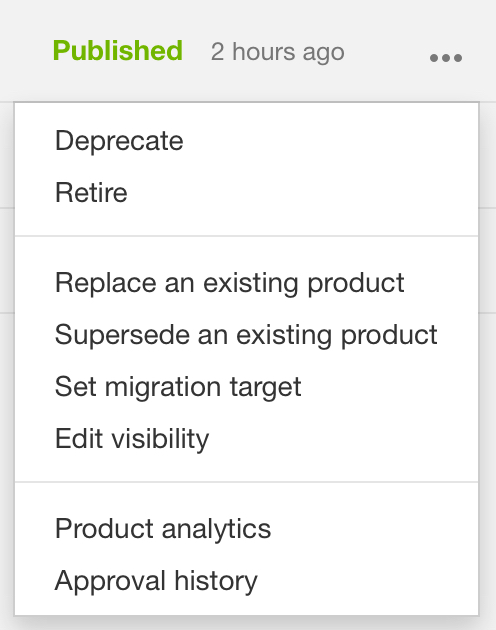 Published 2 hours ago
Deprecate
Retire
Replace an existing product
Supersede an existing product
Set migration target
Edit visibility
Product analytics
Approval history